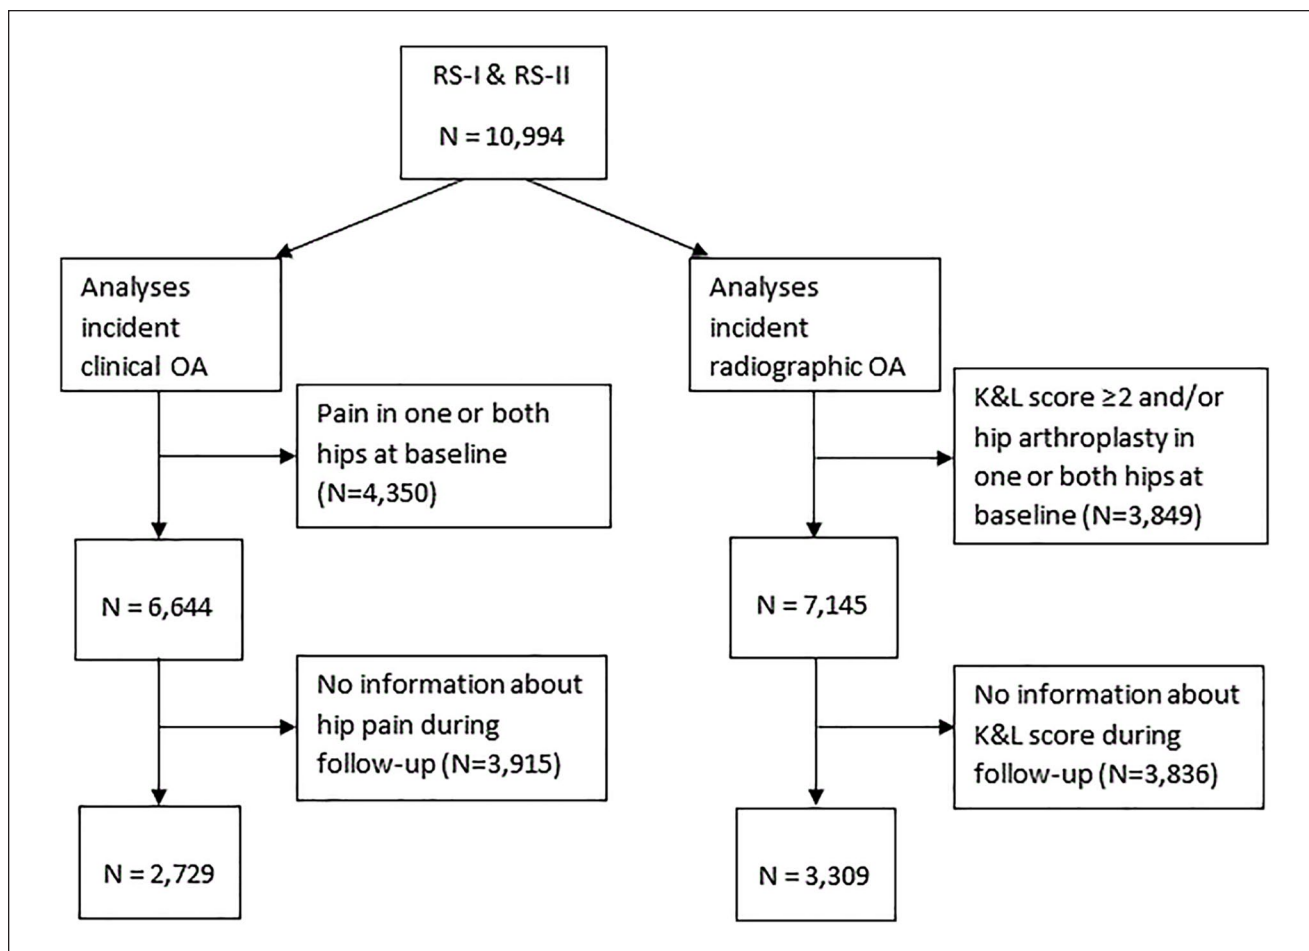 RS-I & RS-II
N = 10,994
Analyses
incident
clinical OA
Pain in one or both
hips at baseline
(N=4,350)
N = 6,644
No information about
hip pain during
follow-up (N=3,915)
N = 2,729
Analyses
incident
radiographic OA
K&L score ≥2 and/or
hip arthroplasty in
one or both hips at
baseline (N=3,849)
N = 7,145
No information about
K&L score during
follow-up (N=3,836)
N = 3,309